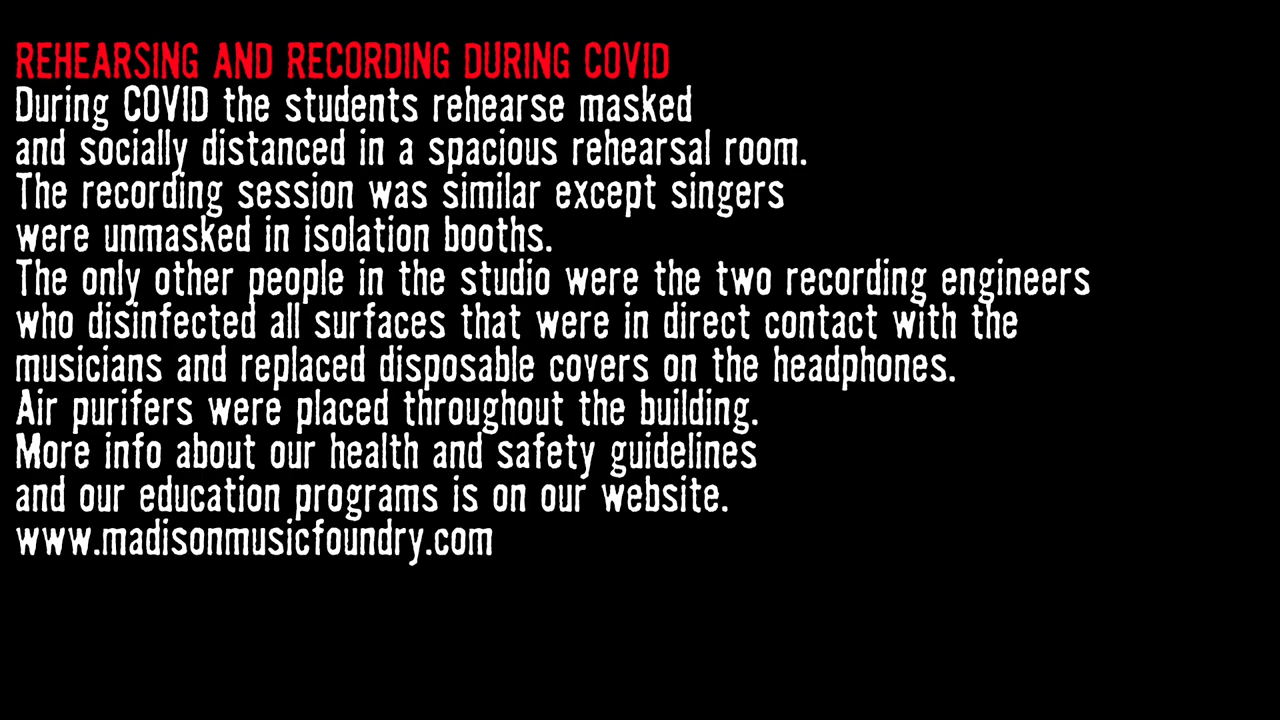 REHEARSING AND RECORDING DURING COVID
During COVID the students rehearse masked
and socially distanced in a spacious rehearsal room.
The recording session was similar except singers
were unmasked in isolation booths.
The only other people in the studio were the two recording engineers
who disinfected all surfaces that were in direct contact with the
musicians and replaced disposable covers on the headphones.
Air purifers were placed throughout the building.
More info about our health and safety guidelines
and our education programs is on our website.
www.madisonmusicfoundry.com